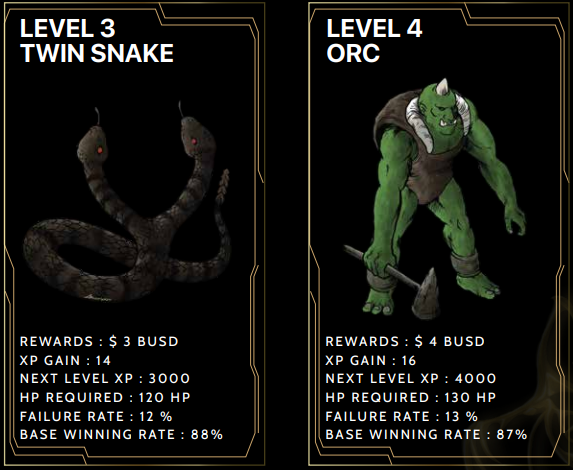 LEVEL 3
TWIN SNAKE
REWARDS : $ 3 BUSD
XP GAIN : 14
NEXT LEVEL XP : 3000
HP REQUIRED : 120 HP
FAILURE RATE : 12 %
BASE WINNING RATE : 88%
LEVEL 4
ORC
REWARDS : $ 4 BUSD
XP GAIN : 16
NEXT LEVEL XP : 4000
HP REQUIRED : 130 HP
FAILURE RATE : 13 %
BASE WINNING RATE : 87%